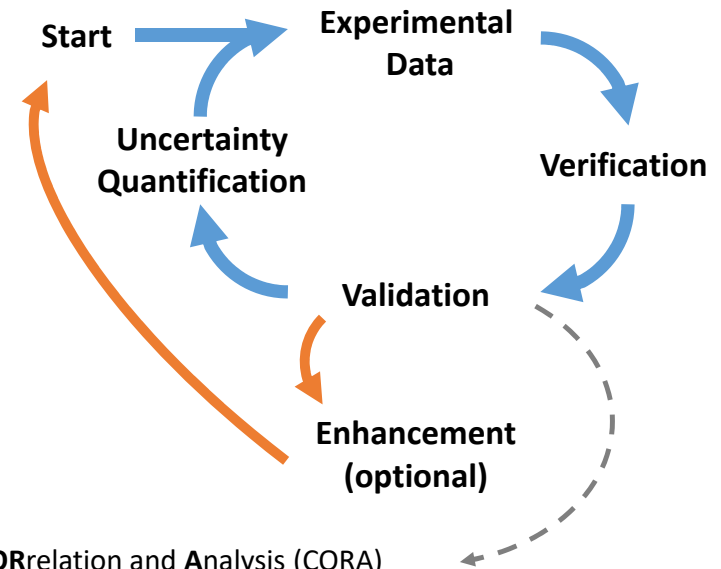 Start
Experimental
Data
Uncertainty
Quantification
Verification
Validation
Enhancement
(optional)
ORrelation and Analysis (CORA)